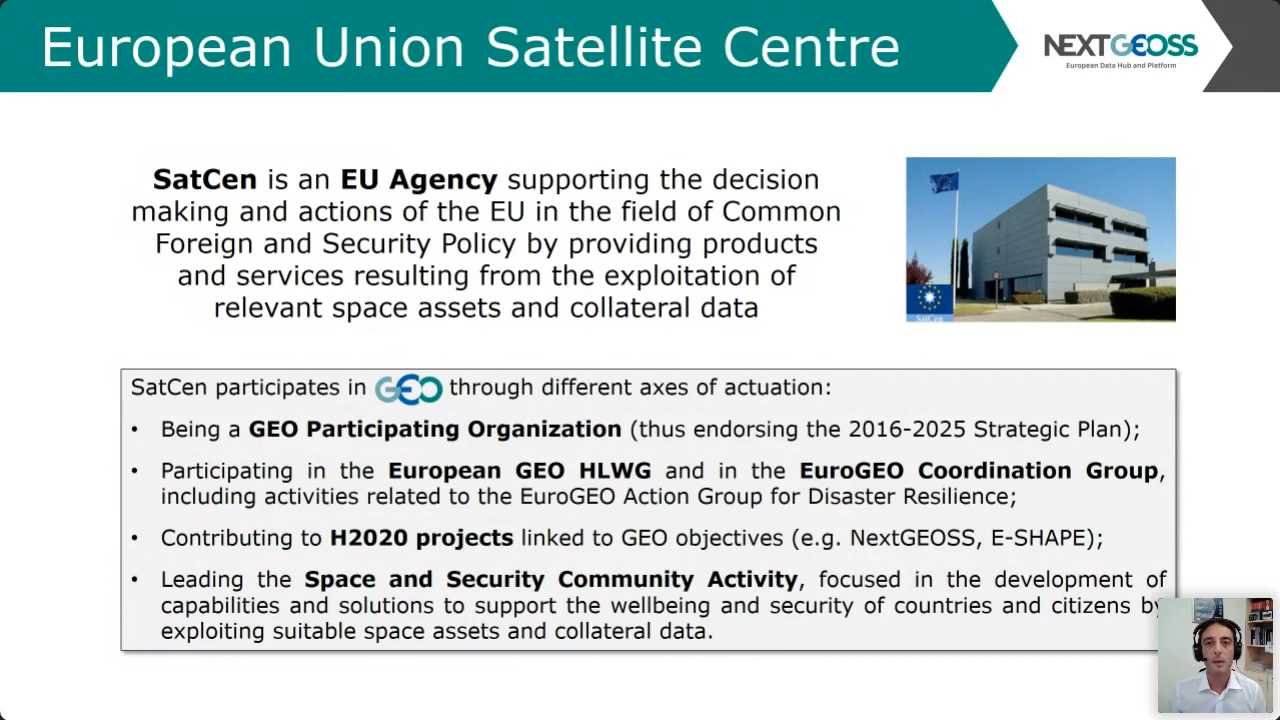 European Union Satellite Centre
NEXTGEOSS
European Data Hub and Platform
SatCen is an EU Agency supporting the decision
making and actions of the EU in the field of Common
Foreign and Security Policy by providing products
and services resulting from the exploitation of
relevant space assets and collateral data
SatCen
SatCen participates in GEO through different axes of actuation:
• Being a GEO Participating Organization (thus endorsing the 2016-2025 Strategic Plan);
• Participating in the European GEO HLWG and in the EuroGEO Coordination Group,
including activities related to the EuroGEO Action Group for Disaster Resilience;
• Contributing to H2020 projects linked to GEO objectives (e.g. NextGEOSS, E-SHAPE);
• Leading the Space and Security Community Activity, focused in the development of
capabilities and solutions to support the wellbeing and security of countries and citizens by
exploiting suitable space assets and collateral data.